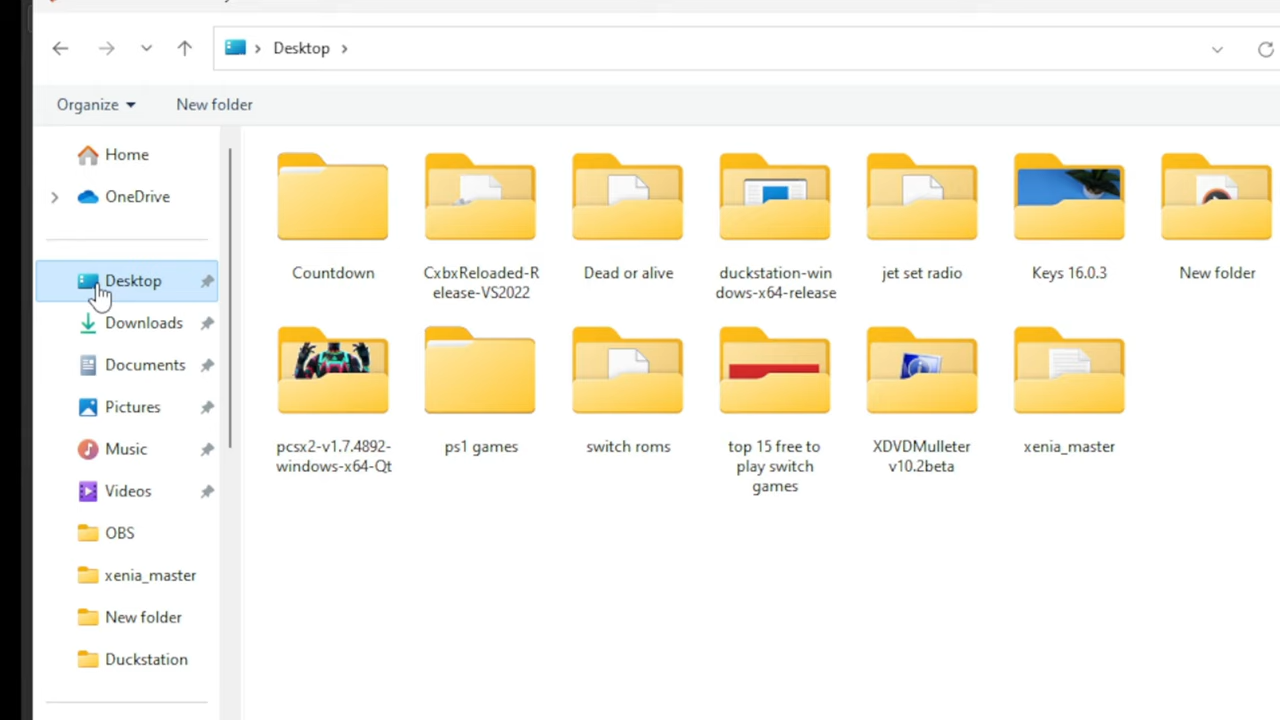 Desktop
Organize
New folder
Home
OneDrive
Desktop
Downloads
Documents
Pictures
Music
Videos
OBS
xenia_master
New folder
Duckstation
Countdown
CxbxReloaded-R
elease-VS2022
Dead or alive
duckstation-win
dows-x64-release
jet set radio
Keys 16.0.3
New folder
pcsx2-v1.7.4892-
windows-x64-Qt
ps1 games
switch roms
top 15 free to
play switch
games
XDVDMulleter
v10.2beta
xenia_master